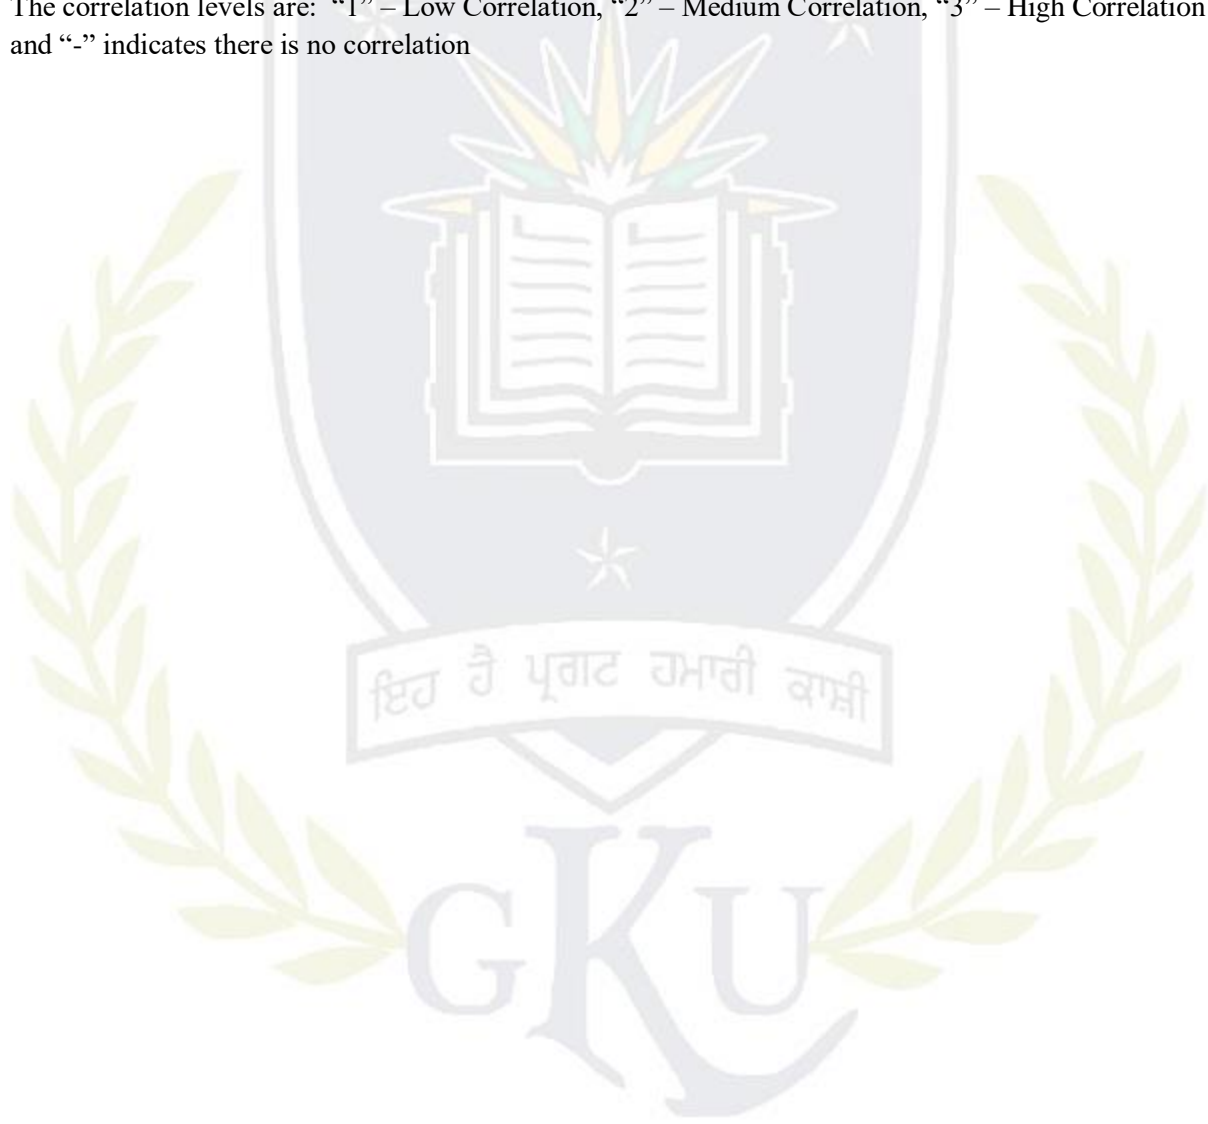 The correlation levels are: “1” – Low Correlation, “2” – Medium Correlation, “3” – High Correlation
and “-” indicates there is no correlation
ਇਹ ਹੈ ਪ੍ਰਗਟ ਹਮਾਰੀ ਕਾਸ਼ੀ
GKU